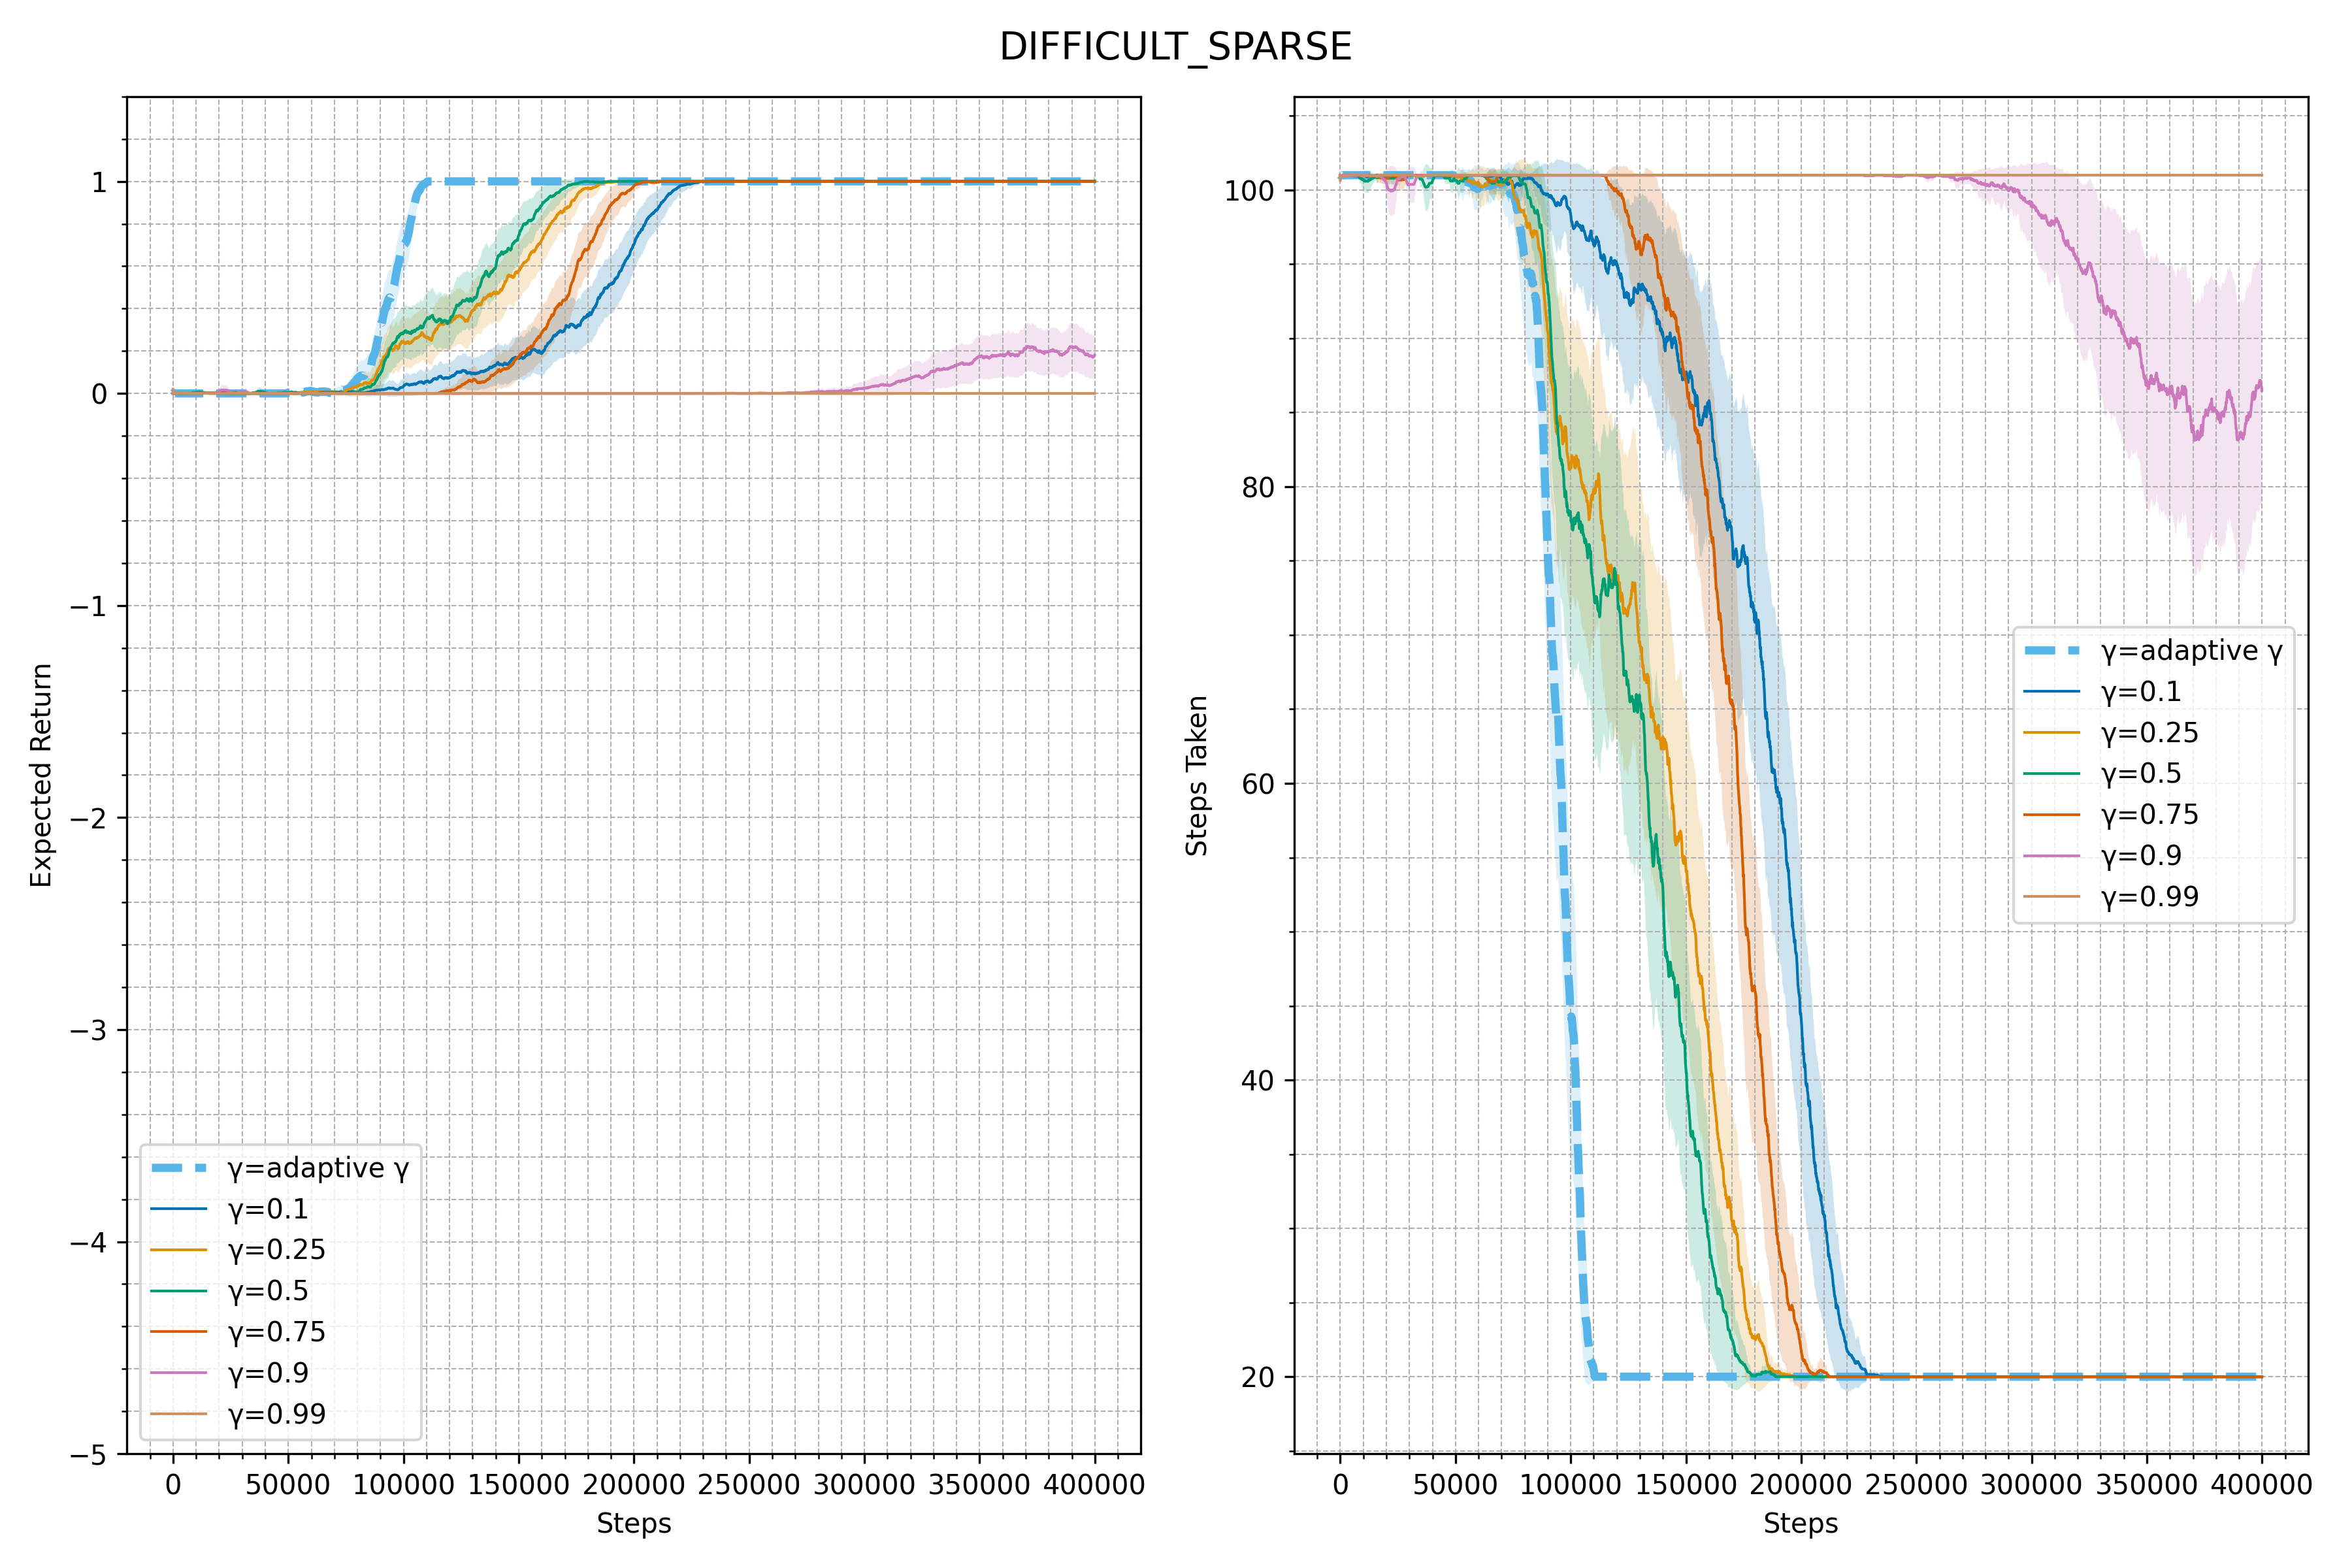 DIFFICULT_SPARSE
Expected Return
1
0
−1
−2
−3
−4
−5
γ=adaptive γ
γ=0.1
γ=0.25
γ=0.5
γ=0.75
γ=0.9
γ=0.99
0 50000 100000 150000 200000 250000 300000 350000 400000
Steps
Steps Taken
100
80
60
40
20
γ=adaptive γ
γ=0.1
γ=0.25
γ=0.5
γ=0.75
γ=0.9
γ=0.99
0 50000 100000 150000 200000 250000 300000 350000 400000
Steps